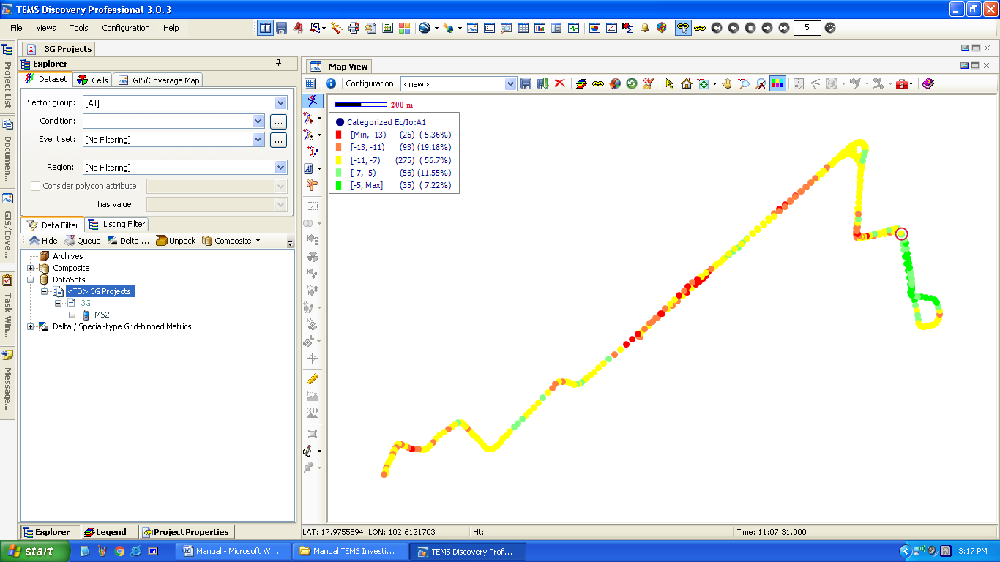 TEMS Discovery Professional 3.0.3
File Views Tools Configuration Help
5
3G Projects
Explorer
Dataset Cells GIS/Coverage Map
Sector group: [All]
Condition: ...
Event set: [No Filtering] ...
Region: [No Filtering]
Consider polygon attribute:
has value
Data Filter Listing Filter
Hide Queue Delta ... Unpack Composite
Archives
Composite
DataSets
<TD> 3G Projects
3G
MS2
Delta / Special-type Grid-binned Metrics
Explorer Legend Project Properties
Project List
Documen...
GIS/Cove...
Task Win...
Message...
Map View
Configuration: <new>
200 m
Categorized Ec/Io:A1
[Min, -13) (26) ( 5.36%)
[-13, -11) (93) (19.18%)
[-11, -7) (275) ( 56.7%)
[-7, -5) (56) (11.55%)
[-5, Max] (35) ( 7.22%)
3D
LAT: 17.9755894, LON: 102.6121703 Ht: Time: 11:07:31.000
start Manual - Microsoft W... Manual TEMS Investi... TEMS Discovery Prof... 3:17 PM